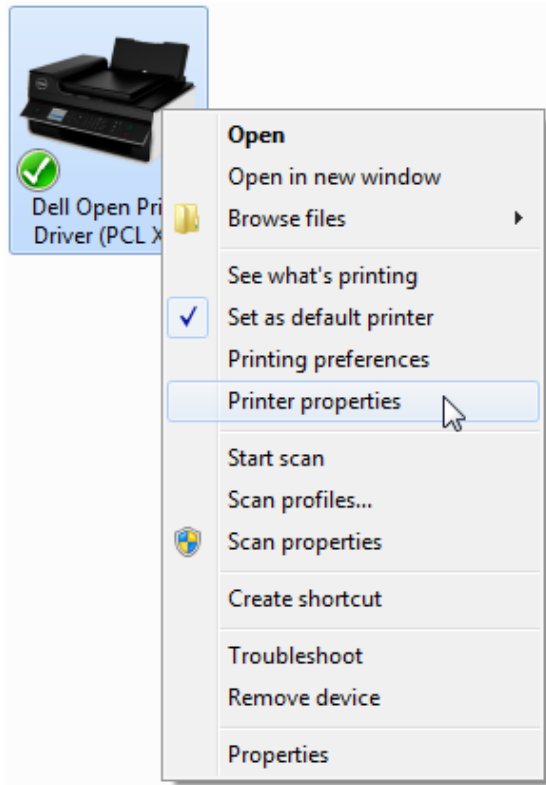 Dell Open Pri
Driver (PCL X
Open
Open in new window
Browse files
See what's printing
Set as default printer
Printing preferences
Printer properties
Start scan
Scan profiles...
Scan properties
Create shortcut
Troubleshoot
Remove device
Properties